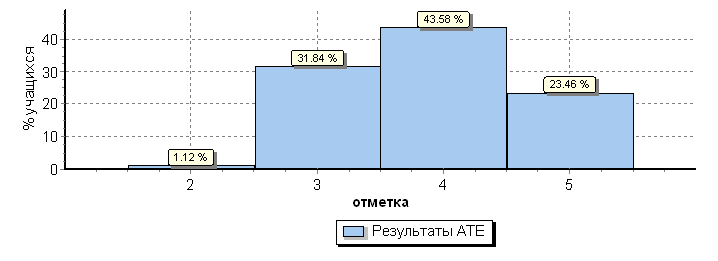 % учащихся
40
30
20
10
0
1.12 %
31.84 %
43.58 %
23.46 %
2 3 4 5
отметка
Результаты АТЕ